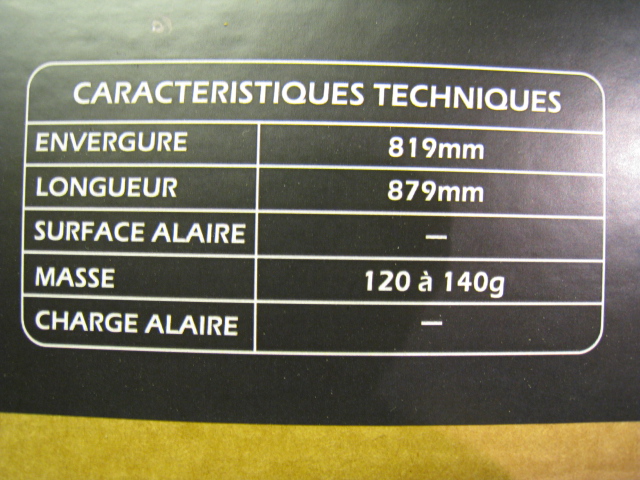 CARACTERISTIQUES TECHNIQUES
ENVERGURE 819mm
LONGUEUR 879mm
SURFACE ALAIRE —
MASSE 120 à 140g
CHARGE ALAIRE —